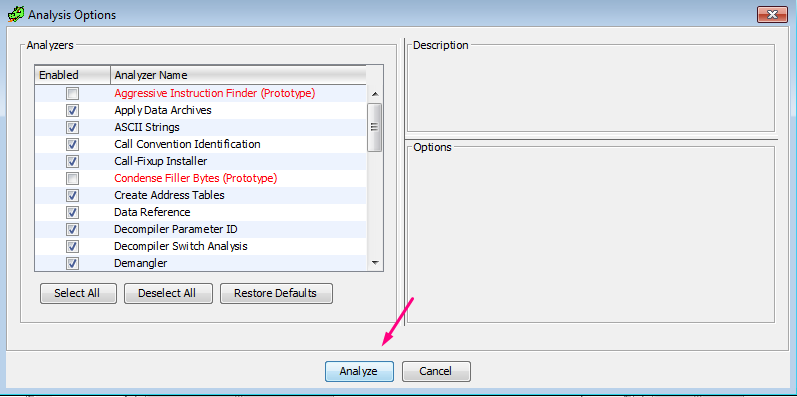 Analysis Options
Analyzers
Enabled Analyzer Name
Aggressive Instruction Finder (Prototype)
Apply Data Archives
ASCII Strings
Call Convention Identification
Call-Fixup Installer
Condense Filler Bytes (Prototype)
Create Address Tables
Data Reference
Decompiler Parameter ID
Decompiler Switch Analysis
Demangler
Select All Deselect All Restore Defaults
Description
Options
Analyze Cancel